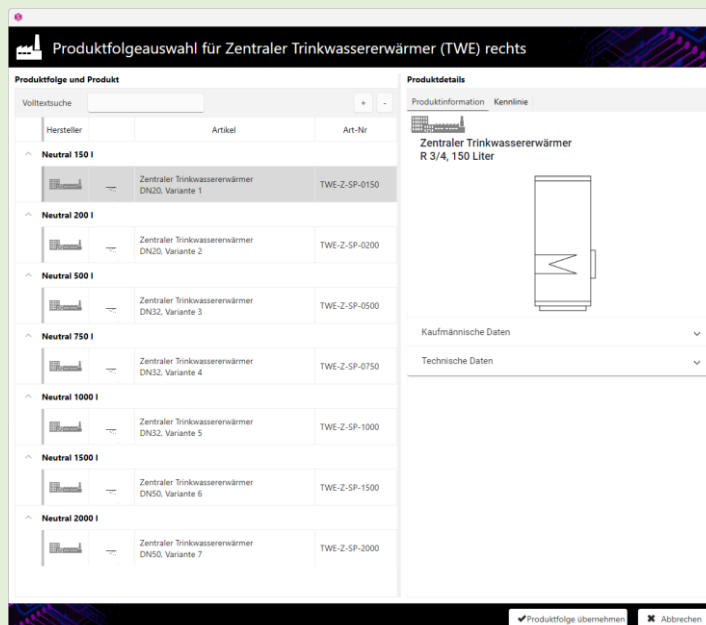 Produktfolgeauswahl für Zentraler Trinkwassererwärmer (TWE) rechts
Produktfolge und Produkt
Volltextsuche
+ -
Hersteller Artikel Art-Nr
Neutral 150 l
Zentraler Trinkwassererwärmer
DN20, Variante 1
TWE-Z-SP-0150
Neutral 200 l
Zentraler Trinkwassererwärmer
DN20, Variante 2
TWE-Z-SP-0200
Neutral 500 l
Zentraler Trinkwassererwärmer
DN32, Variante 3
TWE-Z-SP-0500
Neutral 750 l
Zentraler Trinkwassererwärmer
DN32, Variante 4
TWE-Z-SP-0750
Neutral 1000 l
Zentraler Trinkwassererwärmer
DN32, Variante 5
TWE-Z-SP-1000
Neutral 1500 l
Zentraler Trinkwassererwärmer
DN50, Variante 6
TWE-Z-SP-1500
Neutral 2000 l
Zentraler Trinkwassererwärmer
DN50, Variante 7
TWE-Z-SP-2000
Produktdetails
Produktinformation Kennlinie
Zentraler Trinkwassererwärmer
R 3/4, 150 Liter
Kaufmännische Daten
Technische Daten
Produktfolge übernehmen Abbrechen